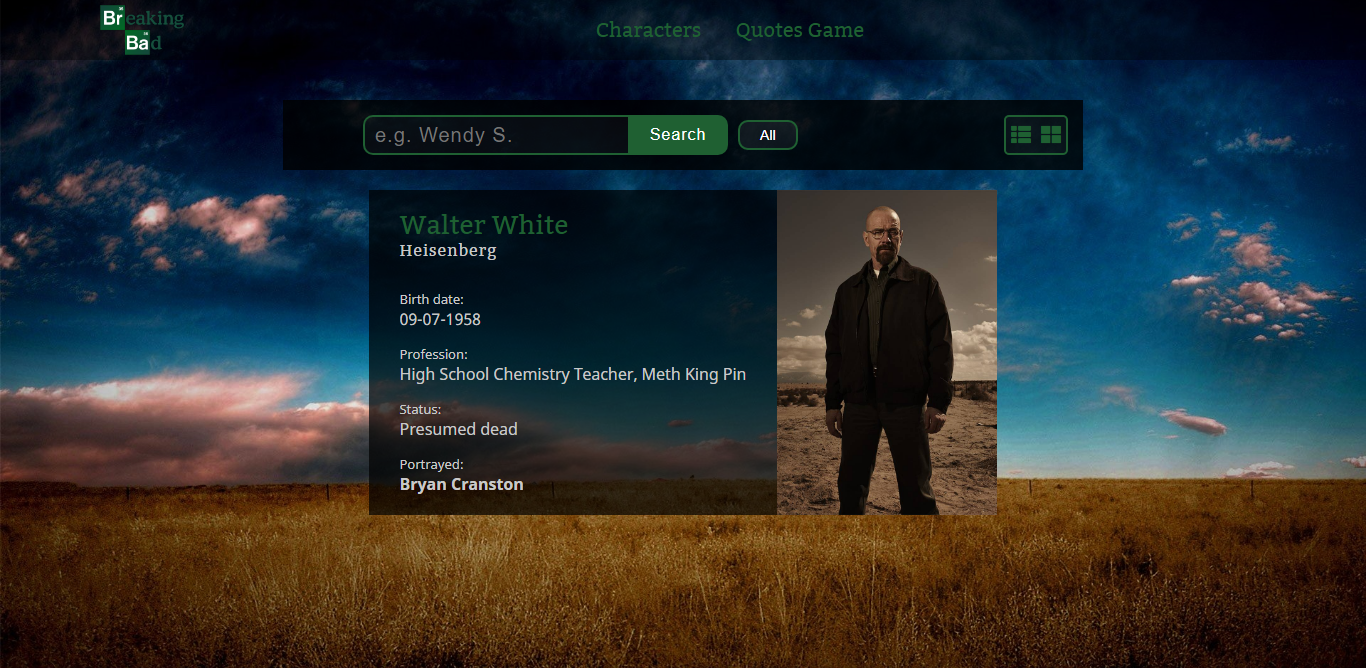 Breaking
Bad
Characters
Quotes Game
e.g. Wendy S.
Search
All
Walter White
Heisenberg
Birth date:
09-07-1958
Profession:
High School Chemistry Teacher, Meth King Pin
Status:
Presumed dead
Portrayed:
Bryan Cranston